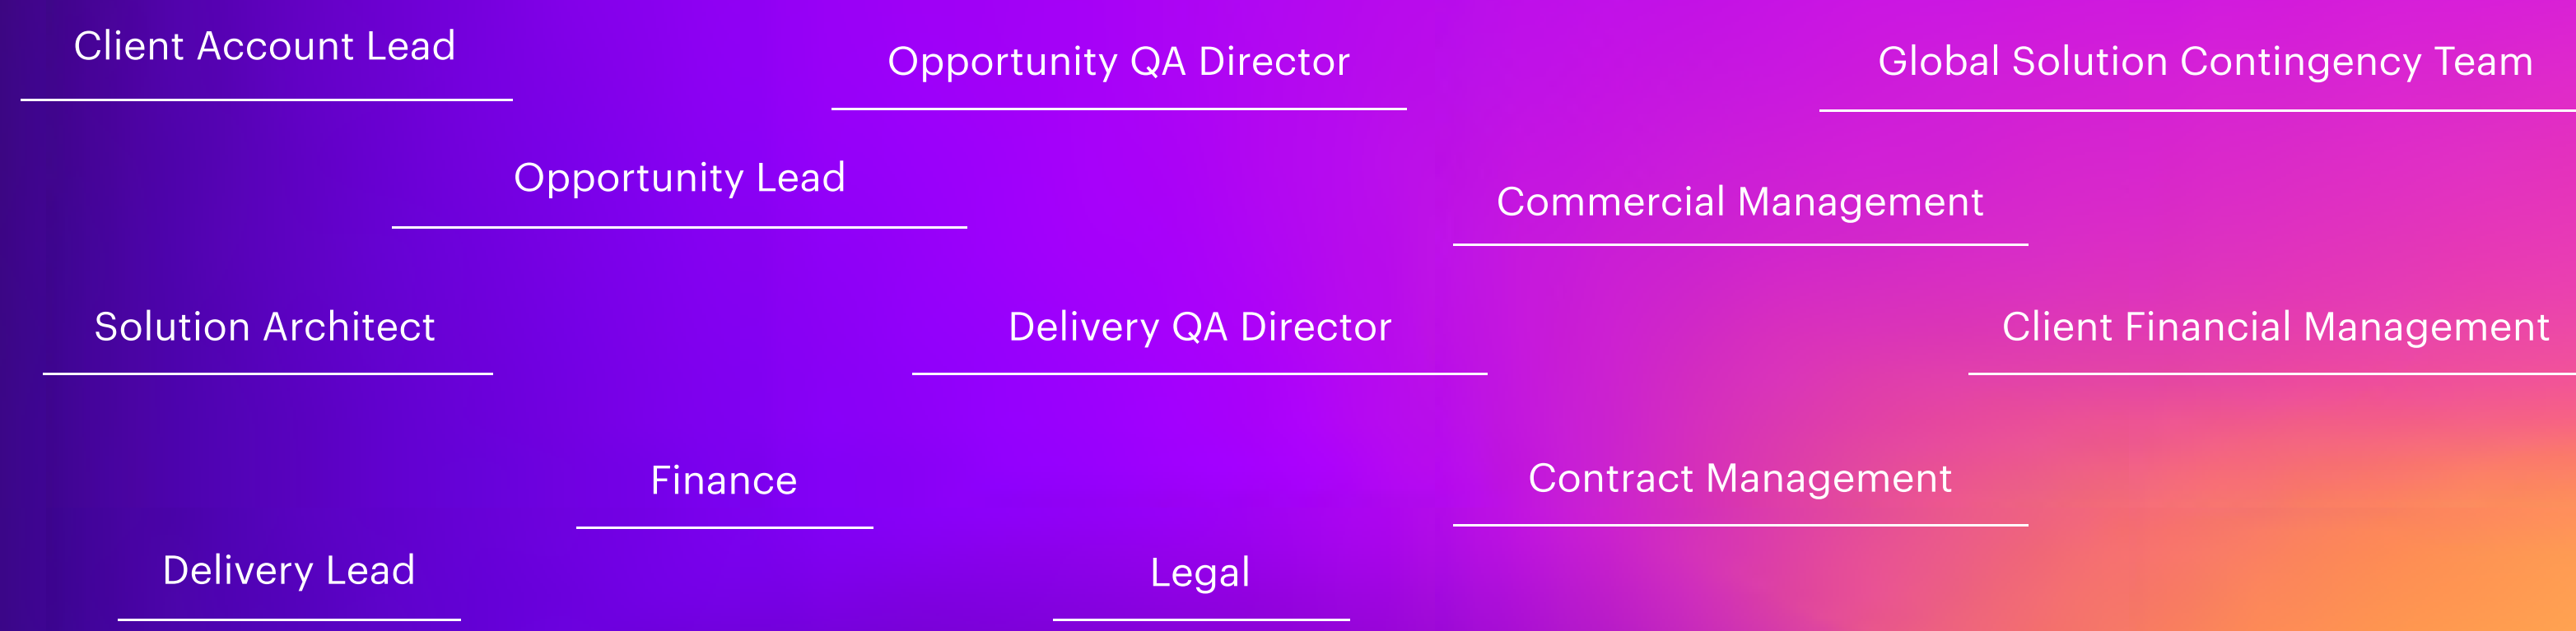 Client Account Lead
Opportunity QA Director
Global Solution Contingency Team
Opportunity Lead
Commercial Management
Solution Architect
Delivery QA Director
Client Financial Management
Finance
Contract Management
Delivery Lead
Legal